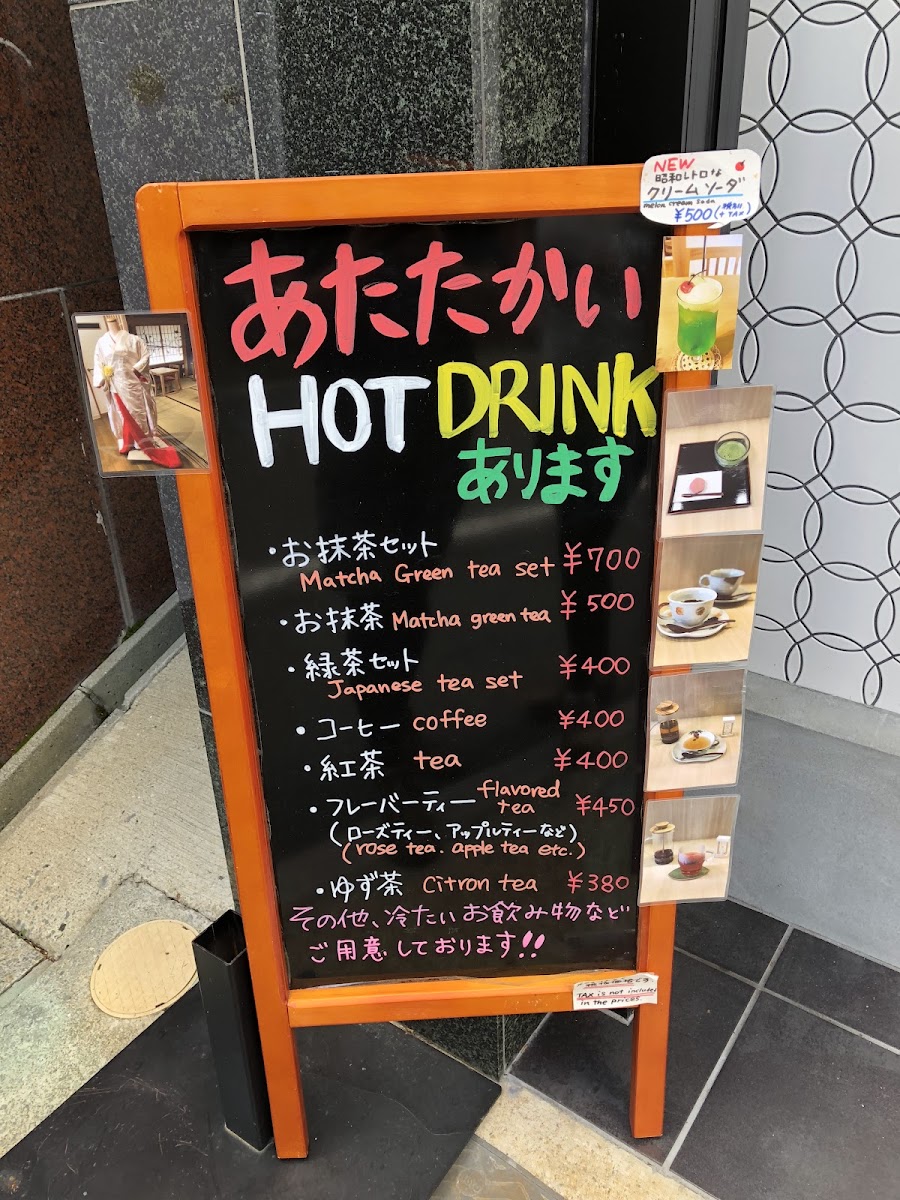 NEW
昭和レトロな
クリームソーダ
melon cream soda
¥500(税別 + TAX)
あたたかい
HOT DRINK
あります
・お抹茶セット
Matcha Green tea set ¥700
・お抹茶 Matcha green tea ¥500
・緑茶セット
Japanese tea set ¥400
・コーヒー coffee ¥400
・紅茶 tea ¥400
・フレーバーティー flavored tea ¥450
(ローズティー、アップルティーなど)
(rose tea. apple tea etc.)
・ゆず茶 Citron tea ¥380
その他、冷たいお飲み物など
ご用意しております!!
TAX is not included
in the prices.